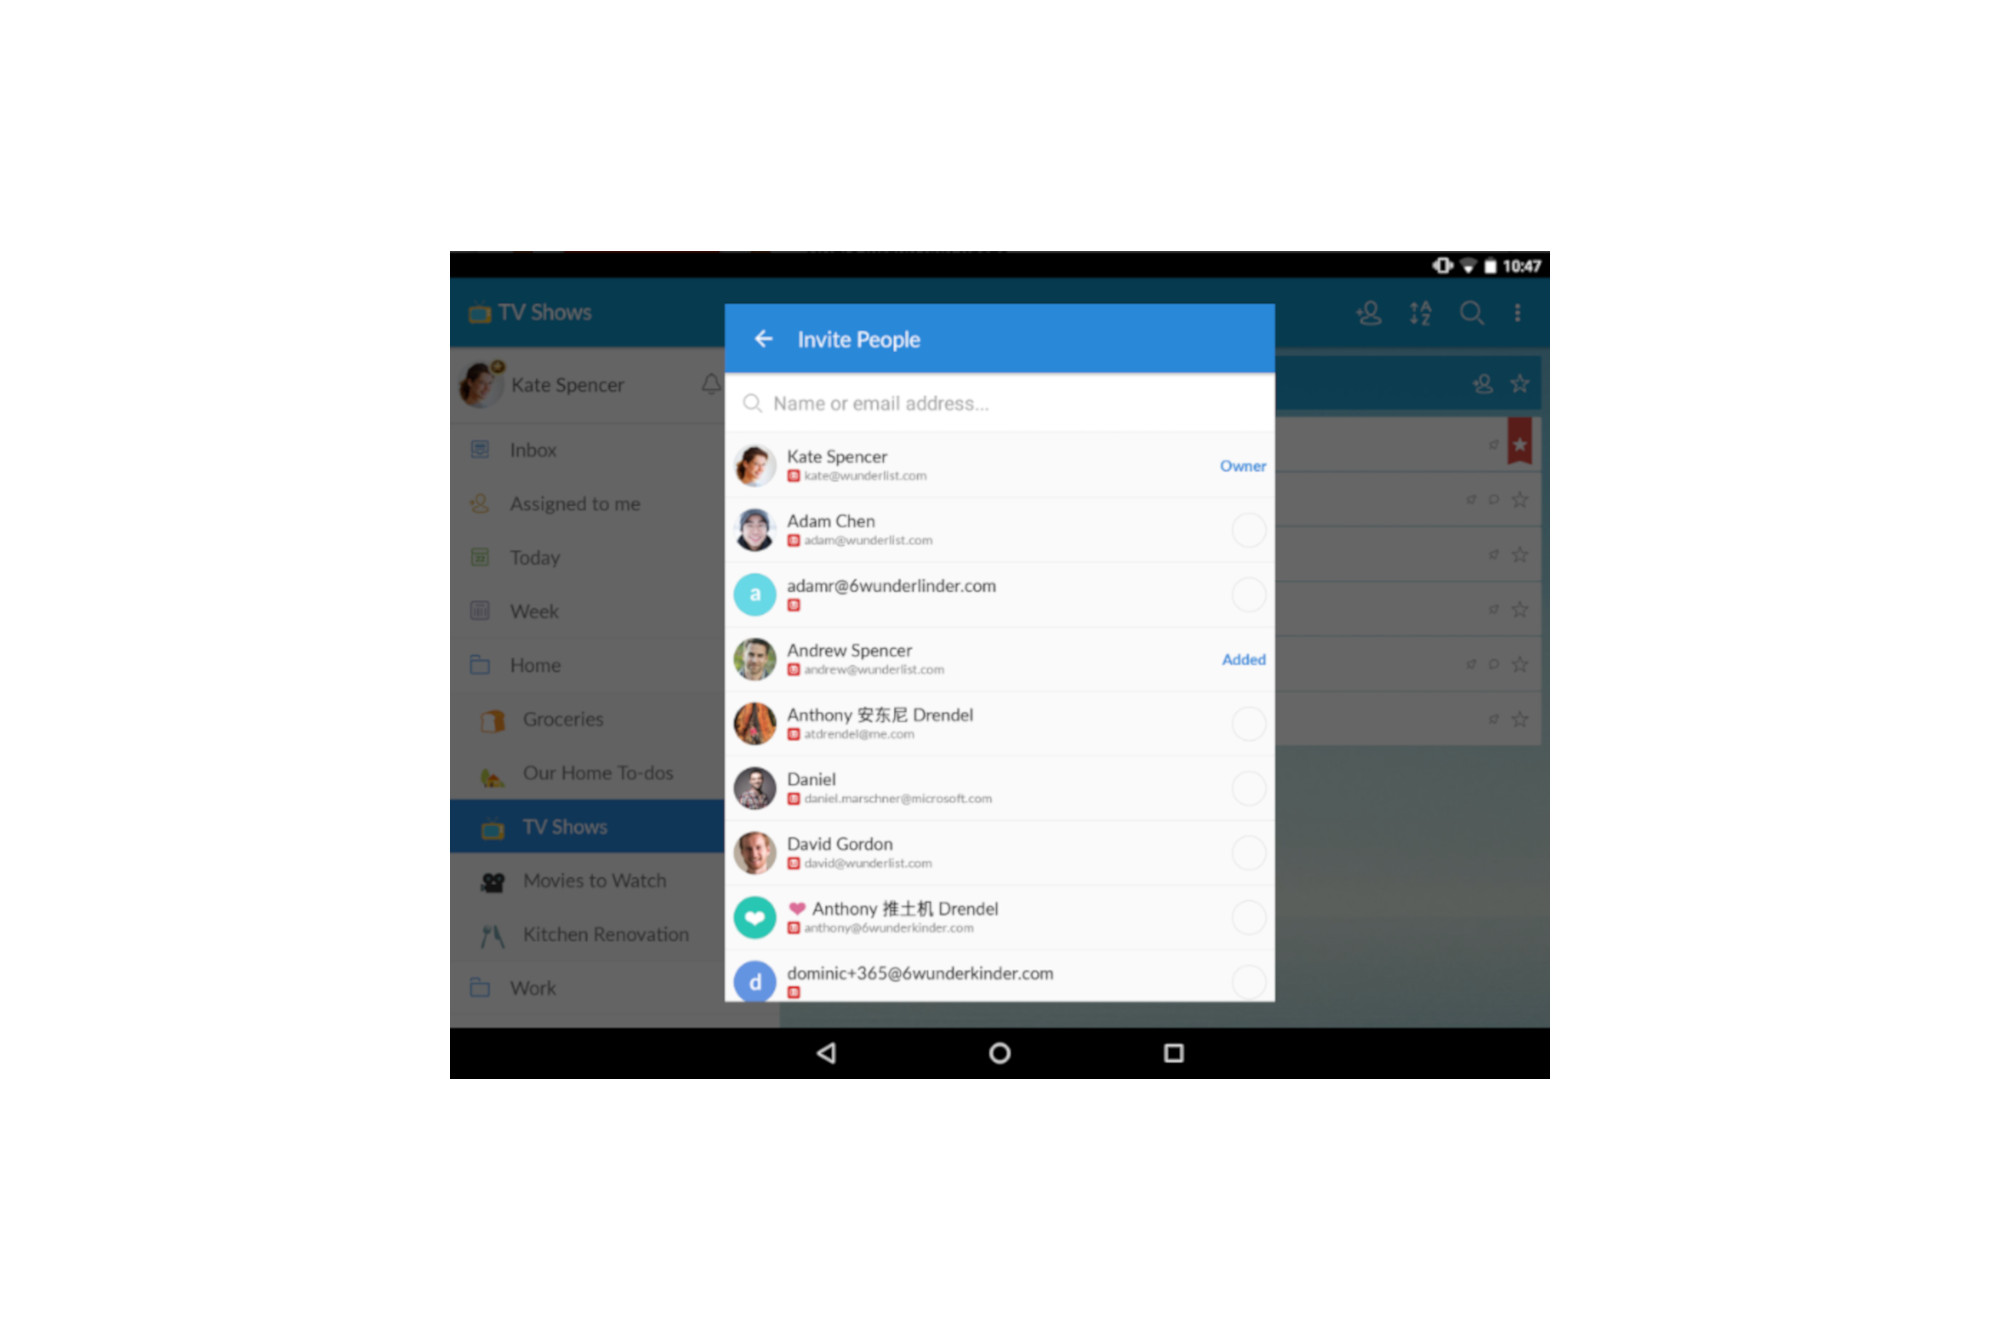 10:47
TV Shows
Kate Spencer
Inbox
Assigned to me
Today
Week
Home
Groceries
Our Home To-dos
TV Shows
Movies to Watch
Kitchen Renovation
Work
Invite People
Name or email address...
Kate Spencer
kate@wunderlist.com
Owner
Adam Chen
adam@wunderlist.com
a
adamr@6wunderlinder.com
Andrew Spencer
andrew@wunderlist.com
Added
Anthony 安东尼 Drendel
atdrendel@me.com
Daniel
daniel.marschner@microsoft.com
David Gordon
david@wunderlist.com
Anthony 推土机 Drendel
anthony@6wunderkinder.com
d
dominic+365@6wunderkinder.com